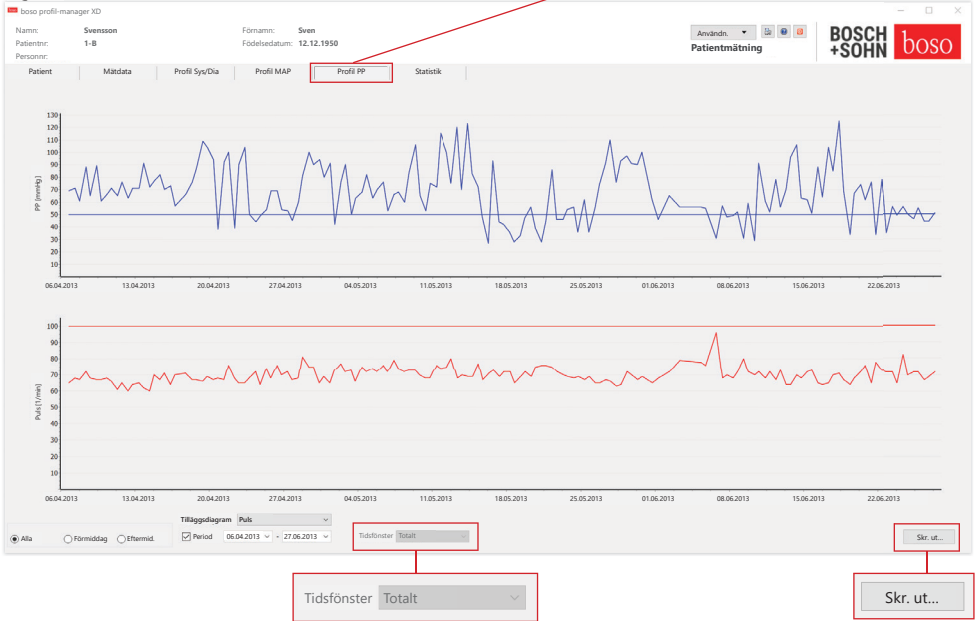 boso boso profil-manager XD
Namn: Svensson Förnamn: Sven
Patientnr: 1-B Födelsedatum: 12.12.1950
Personnr:
Användn.
Patientmätning
BOSCH
+SOHN
boso
Patient Mätdata Profil Sys/Dia Profil MAP Profil PP Statistik
PP [mmHg]
130
120
110
100
90
80
70
60
50
40
30
20
10
06.04.2013 13.04.2013 20.04.2013 27.04.2013 04.05.2013 11.05.2013 18.05.2013 25.05.2013 01.06.2013 08.06.2013 15.06.2013 22.06.2013
Puls [1/min]
100
90
80
70
60
50
40
30
20
10
06.04.2013 13.04.2013 20.04.2013 27.04.2013 04.05.2013 11.05.2013 18.05.2013 25.05.2013 01.06.2013 08.06.2013 15.06.2013 22.06.2013
Tilläggsdiagram Puls
Alla Förmiddag Eftermid. Period 06.04.2013 - 27.06.2013 Tidsfönster Totalt Skr. ut...
Tidsfönster Totalt
Skr. ut...